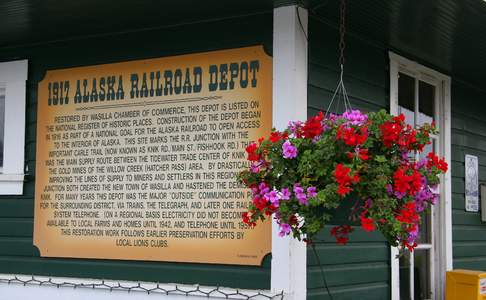 1917 ALASKA RAILROAD DEPOT
RESTORED BY WASILLA CHAMBER OF COMMERCE, THIS DEPOT IS LISTED ON
THE NATIONAL REGISTER OF HISTORIC PLACES. CONSTRUCTION OF THE DEPOT BEGAN
IN 1916 AS PART OF A NATIONAL GOAL FOR THE ALASKA RAILROAD TO OPEN ACCESS
TO THE INTERIOR OF ALASKA. THIS SITE MARKS THE R.R. JUNCTION WITH THE
IMPORTANT CARLE TRAIL (NOW KNOWN AS KNIK RD, MAIN ST, FISHHOOK RD.)
WAS THE MAIN SUPPLY ROUTE BETWEEN THE TIDEWATER TRADE CENTER OF KNIK
THE GOLD MINES OF THE WILLOW CREEK (HATCHER PASS) AREA. BY DRASTICALLY
IMPROVING THE LINES OF SUPPLY TO MINERS AND SETTLERS IN THIS REGION
JUNCTION BOTH CREATED THE NEW TOWN OF WASILLA AND HASTENED THE DEMISE
KNIK. FOR MANY YEARS THIS DEPOT WAS THE MAJOR "OUTSIDE" COMMUNICATION
FOR THE SURROUNDING DISTRICT, VIA TRAINS, THE TELEGRAPH, AND LATER ONE RAIL
SYSTEM TELEPHONE. (ON A REGIONAL BASIS ELECTRICITY DID NOT BECOME
AVAILABLE TO LOCAL FARMS AND HOMES UNTIL 1942, AND TELEPHONE UNTIL
THIS RESTORATION WORK FOLLOWS EARLIER PRESERVATION EFFORTS BY
LOCAL LIONS CLUBS.